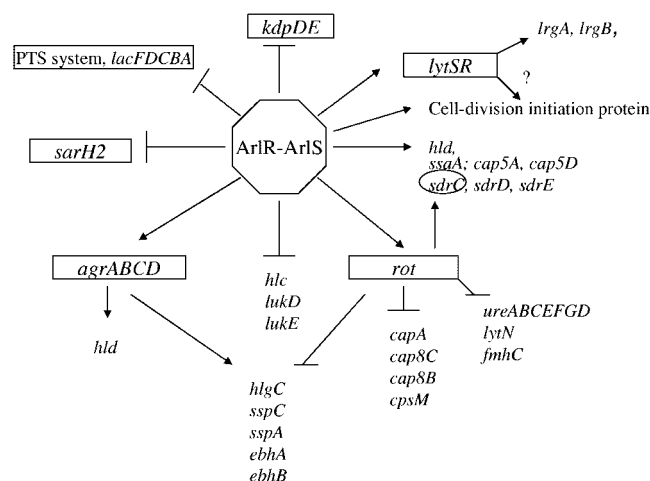 kdpDE
lrgA, lrgB,
PTS system, lacFDCBA
lytSR
?
Cell-division initiation protein
ArlR-ArlS
sarH2
hld,
ssaA; cap5A, cap5D
sdrC, sdrD, sdrE
agrABCD
hlc
lukD
lukE
rot
hld
ureABCEFGD
lytN
fmhC
capA
cap8C
cap8B
cpsM
hlgC
sspC
sspA
ebhA
ebhB